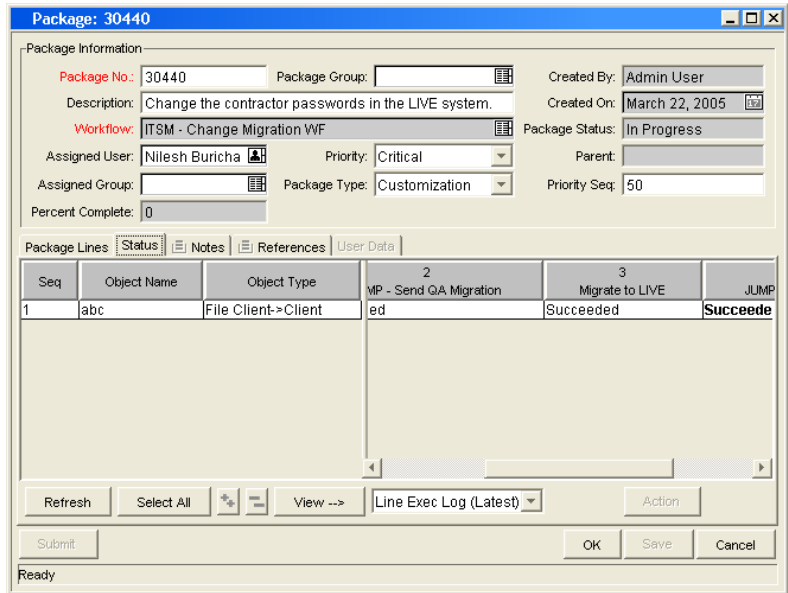 Package: 30440
Package Information
Package No.: 30440 Package Group: Created By: Admin User
Description: Change the contractor passwords in the LIVE system. Created On: March 22, 2005
Workflow: ITSM - Change Migration WF Package Status: In Progress
Assigned User: Nilesh Buricha Priority: Critical Parent:
Assigned Group: Package Type: Customization Priority Seq: 50
Percent Complete: 0
Package Lines Status Notes References User Data
Seq Object Name Object Type 2 MP - Send QA Migration 3 Migrate to LIVE JUMP
1 abc File Client->Client ed Succeeded Succeede
Refresh Select All View --> Line Exec Log (Latest) Action
Submit OK Save Cancel
Ready